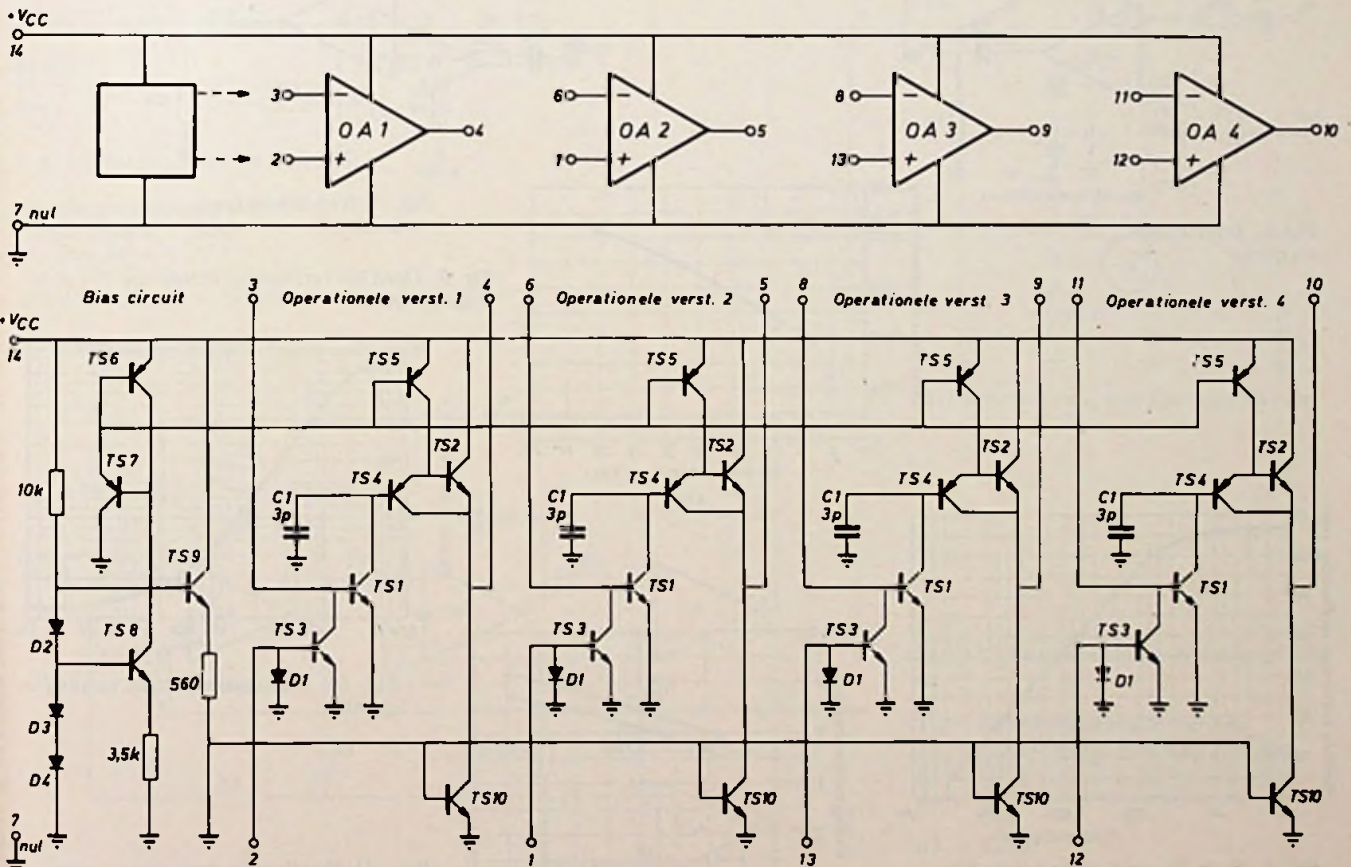 +VCC
14
3 − OA 1 4
2 +
6 − OA 2 5
1 +
8 − OA 3 9
13 +
11 − OA 4 10
12 +
7 nul
Bias circuit
3 Operationele verst. 1 4
6 Operationele verst. 2 5
8 Operationele verst. 3 9
11 Operationele verst. 4 10
+VCC
14
TS6 TS5 TS5 TS5 TS5
TS7 TS2 TS2 TS2 TS2
10k TS4 TS4 TS4 TS4
C1 C1 C1 C1
3p 3p 3p 3p
TS9 TS1 TS1 TS1 TS1
D2 TS8 TS3 TS3 TS3 TS3
560 D1 D1 D1 D1
D3
3,5k
D4
TS10 TS10 TS10 TS10
7
nul
2 1 13 12